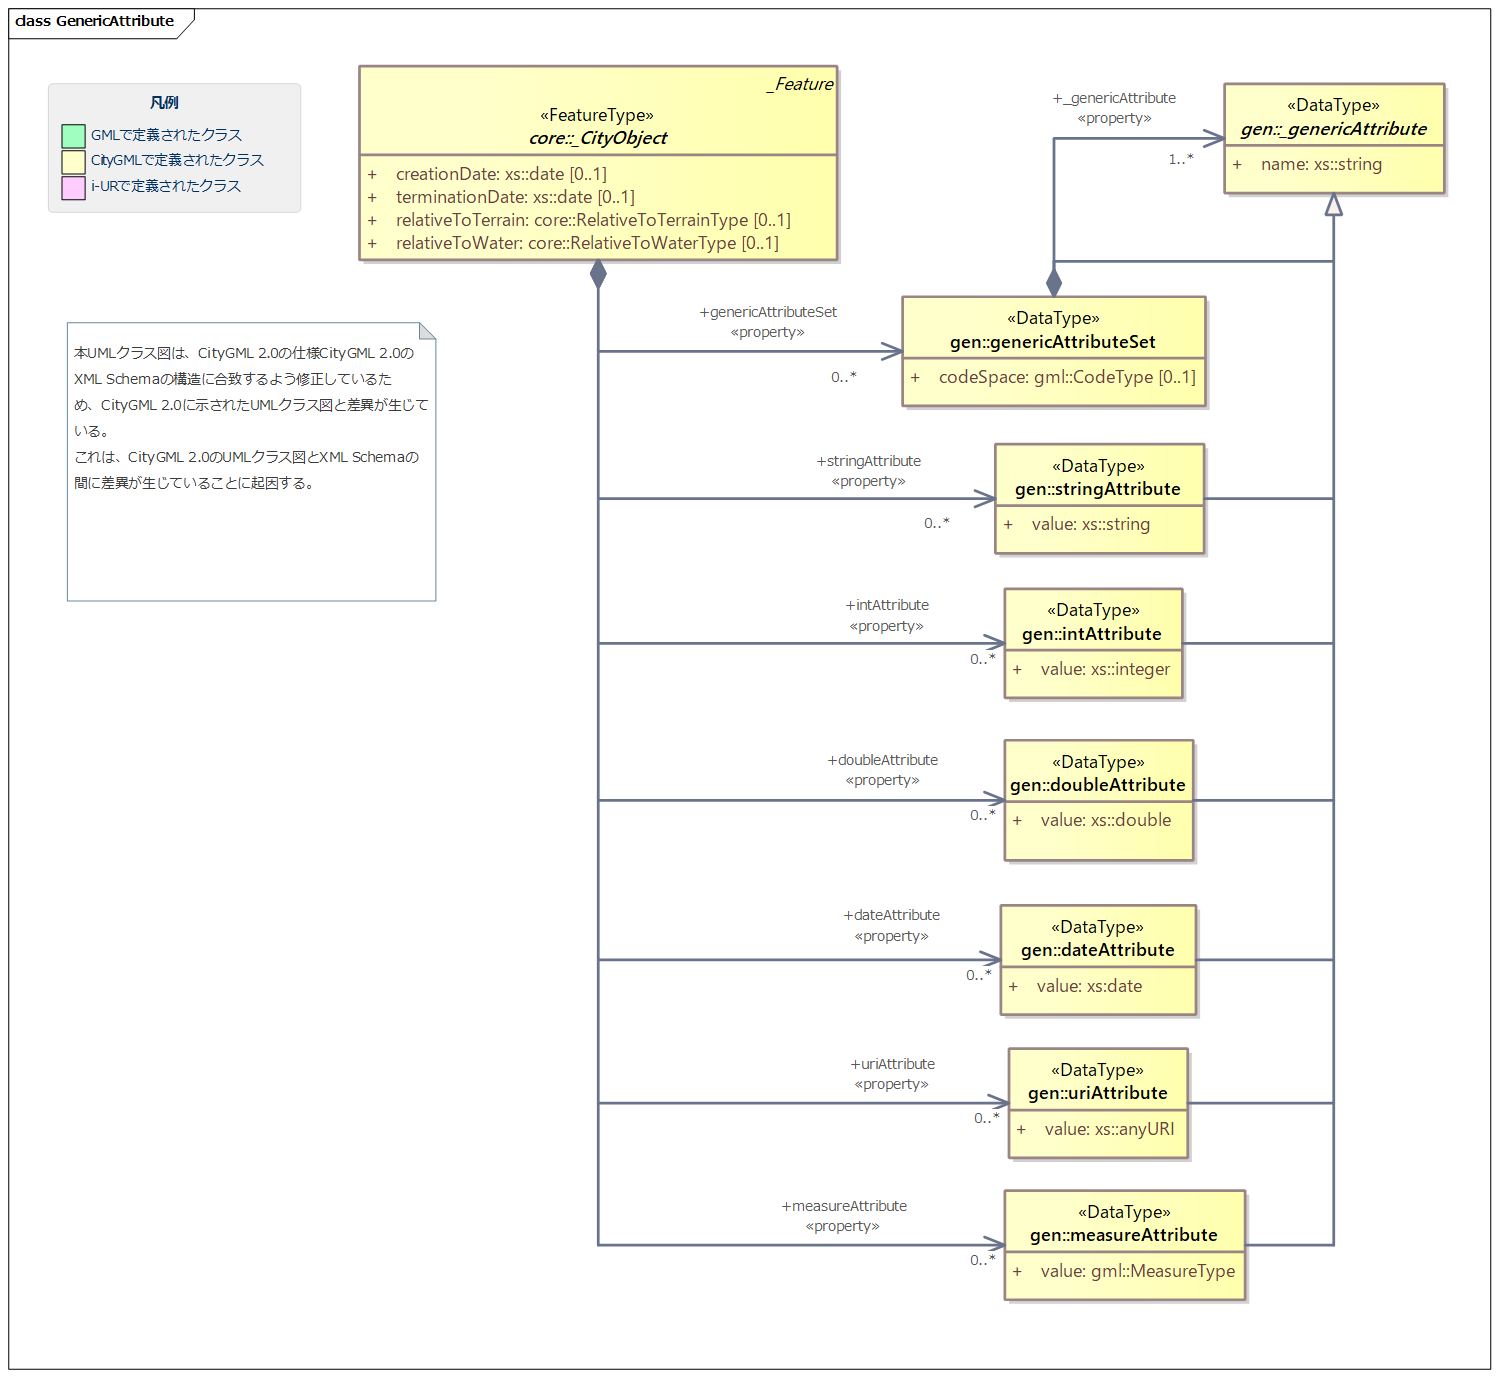 class GenericAttribute
凡例
GMLで定義されたクラス
CityGMLで定義されたクラス
i-URで定義されたクラス
_Feature
«FeatureType»
core::_CityObject
+ creationDate: xs::date [0..1]
+ terminationDate: xs::date [0..1]
+ relativeToTerrain: core::RelativeToTerrainType [0..1]
+ relativeToWater: core::RelativeToWaterType [0..1]
+_genericAttribute
«property»
1..*
«DataType»
gen::_genericAttribute
+ name: xs::string
本UMLクラス図は、CityGML 2.0の仕様CityGML 2.0の
XML Schemaの構造に合致するよう修正しているた
め、CityGML 2.0に示されたUMLクラス図と差異が生じて
いる。
これは、CityGML 2.0のUMLクラス図とXML Schemaの
間に差異が生じていることに起因する。
+genericAttributeSet
«property»
0..*
«DataType»
gen::genericAttributeSet
+ codeSpace: gml::CodeType [0..1]
+stringAttribute
«property»
0..*
«DataType»
gen::stringAttribute
+ value: xs::string
+intAttribute
«property»
0..*
«DataType»
gen::intAttribute
+ value: xs::integer
+doubleAttribute
«property»
0..*
«DataType»
gen::doubleAttribute
+ value: xs::double
+dateAttribute
«property»
0..*
«DataType»
gen::dateAttribute
+ value: xs:date
+uriAttribute
«property»
0..*
«DataType»
gen::uriAttribute
+ value: xs::anyURI
+measureAttribute
«property»
0..*
«DataType»
gen::measureAttribute
+ value: gml::MeasureType